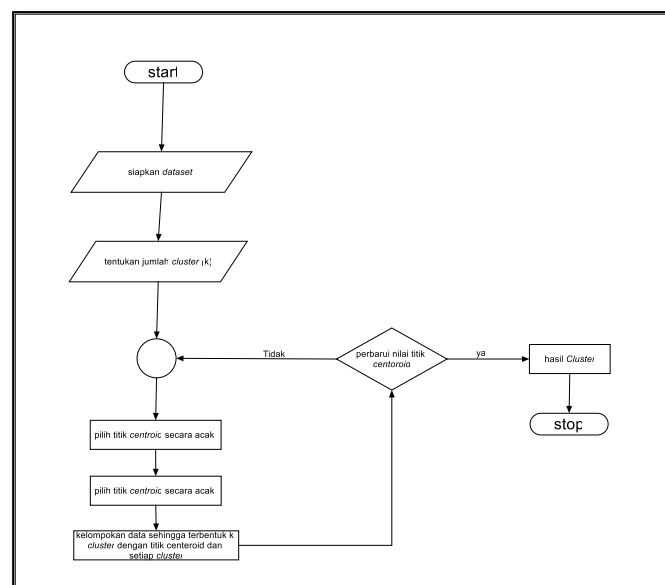 start
siapkan dataset
tentukan jumlah cluster (k)
Tidak
perbarui nilai titik
centoroid
ya
hasil Cluster
stop
pilih titik centroid secara acak
pilih titik centroid secara acak
kelompokan data sehingga terbentuk k
cluster dengan titik centeroid dan
setiap cluster